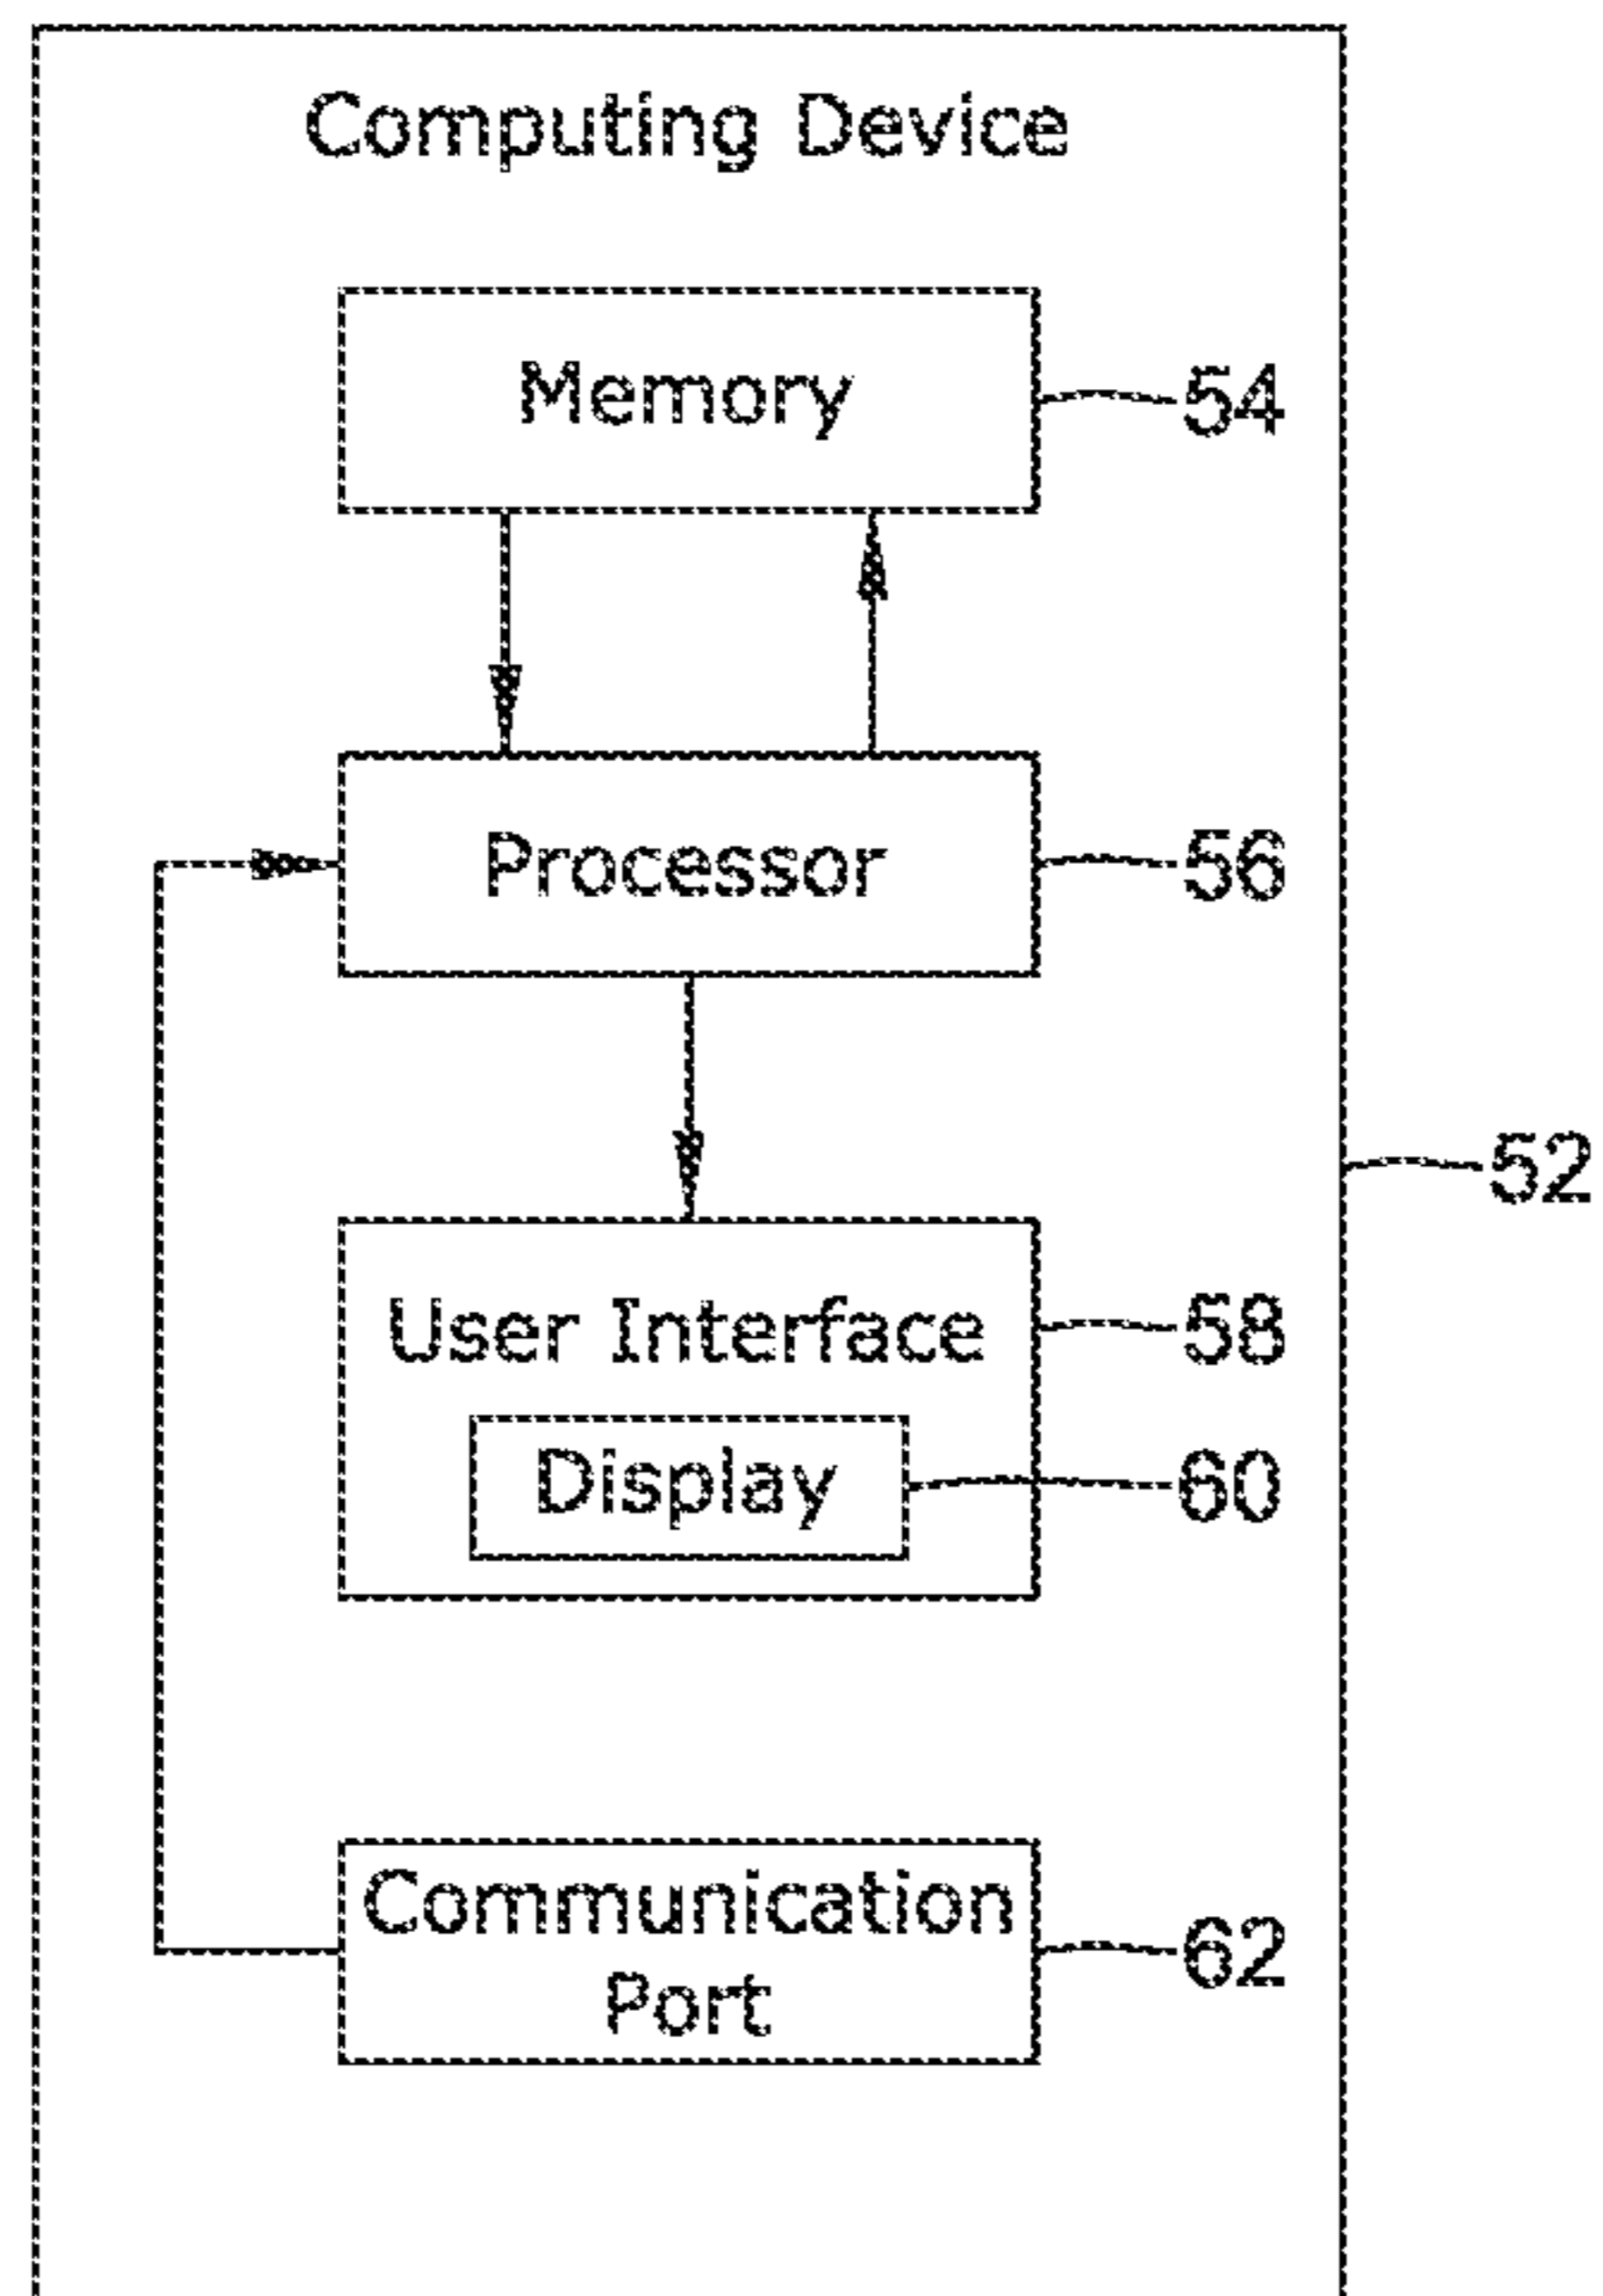 Computing Device
Memory
54
Processor
56
52
User Interface
58
Display
60
Communication
Port
62